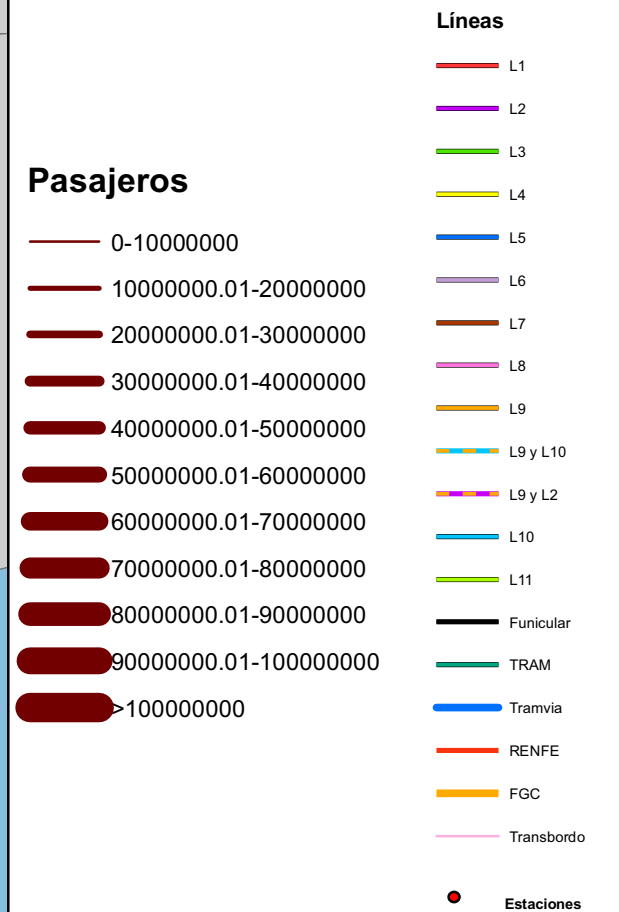 Pasajeros
0-10000000
10000000.01-20000000
20000000.01-30000000
30000000.01-40000000
40000000.01-50000000
50000000.01-60000000
60000000.01-70000000
70000000.01-80000000
80000000.01-90000000
90000000.01-100000000
>100000000
Líneas
L1
L2
L3
L4
L5
L6
L7
L8
L9
L9 y L10
L9 y L2
L10
L11
Funicular
TRAM
Tramvia
RENFE
FGC
Transbordo
Estaciones